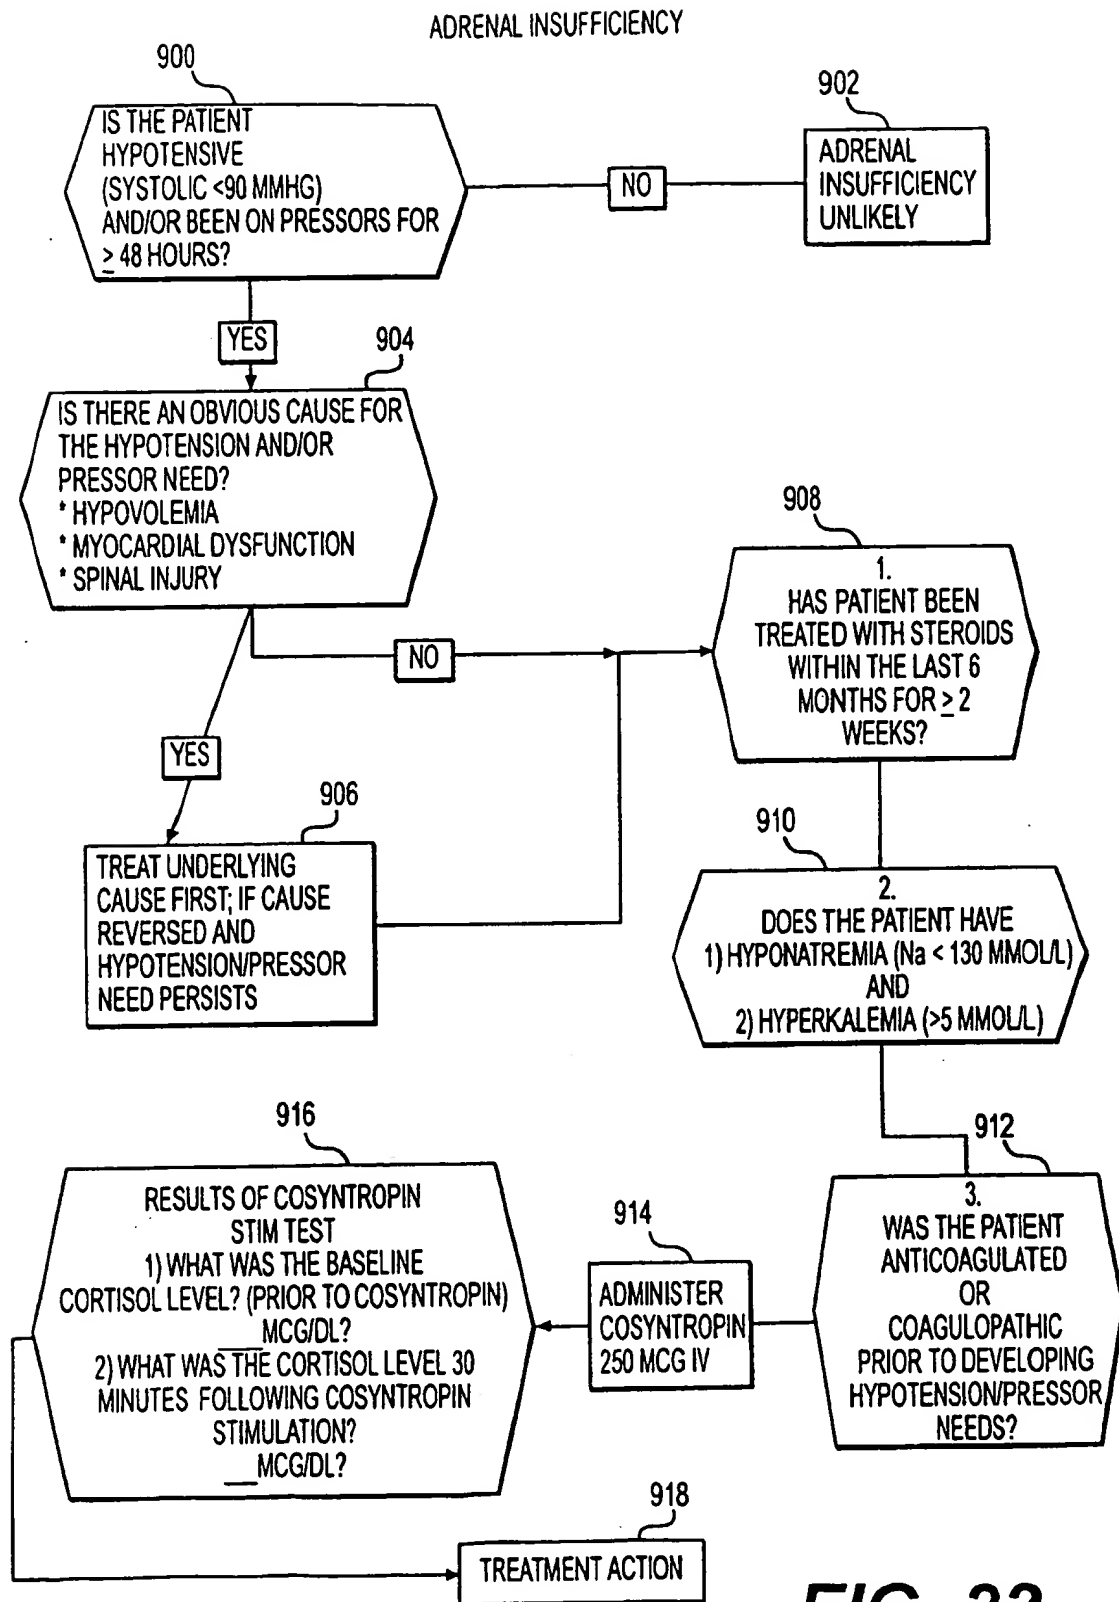 ADRENAL INSUFFICIENCY
900
IS THE PATIENT
HYPOTENSIVE
(SYSTOLIC <90 MMHG)
AND/OR BEEN ON PRESSORS FOR
≥ 48 HOURS?
NO
902
ADRENAL
INSUFFICIENCY
UNLIKELY
YES
904
IS THERE AN OBVIOUS CAUSE FOR
THE HYPOTENSION AND/OR
PRESSOR NEED?
* HYPOVOLEMIA
* MYOCARDIAL DYSFUNCTION
* SPINAL INJURY
NO
YES
906
TREAT UNDERLYING
CAUSE FIRST; IF CAUSE
REVERSED AND
HYPOTENSION/PRESSOR
NEED PERSISTS
908
1.
HAS PATIENT BEEN
TREATED WITH STEROIDS
WITHIN THE LAST 6
MONTHS FOR ≥ 2
WEEKS?
910
2.
DOES THE PATIENT HAVE
1) HYPONATREMIA (Na < 130 MMOL/L)
AND
2) HYPERKALEMIA (>5 MMOL/L)
912
3.
WAS THE PATIENT
ANTICOAGULATED
OR
COAGULOPATHIC
PRIOR TO DEVELOPING
HYPOTENSION/PRESSOR
NEEDS?
914
ADMINISTER
COSYNTROPIN
250 MCG IV
916
RESULTS OF COSYNTROPIN
STIM TEST
1) WHAT WAS THE BASELINE
CORTISOL LEVEL? (PRIOR TO COSYNTROPIN)
___MCG/DL?
2) WHAT WAS THE CORTISOL LEVEL 30
MINUTES FOLLOWING COSYNTROPIN
STIMULATION?
___MCG/DL?
918
TREATMENT ACTION